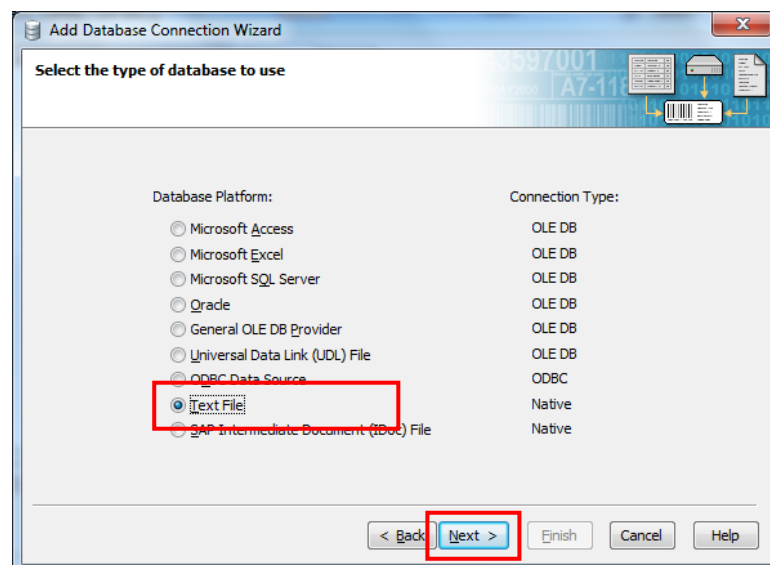 Add Database Connection Wizard
Select the type of database to use
3597001
A7-118
Database Platform: Connection Type:
Microsoft Access OLE DB
Microsoft Excel OLE DB
Microsoft SQL Server OLE DB
Oracle OLE DB
General OLE DB Provider OLE DB
Universal Data Link (UDL) File OLE DB
ODBC Data Source ODBC
Text File Native
SAP Intermediate Document (IDoc) File Native
< Back Next > Finish Cancel Help